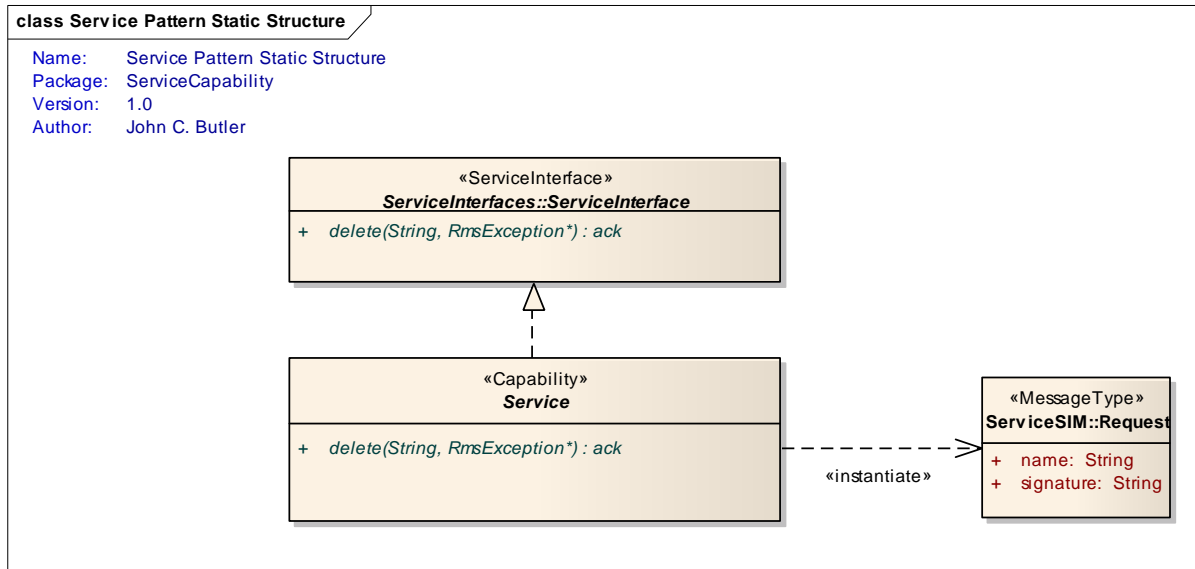 class Service Pattern Static Structure
Name: Service Pattern Static Structure
Package: ServiceCapability
Version: 1.0
Author: John C. Butler
«ServiceInterface»
ServiceInterfaces::ServiceInterface
+ delete(String, RmsException*) : ack
«Capability»
Service
+ delete(String, RmsException*) : ack
«instantiate»
«MessageType»
ServiceSIM::Request
+ name: String
+ signature: String